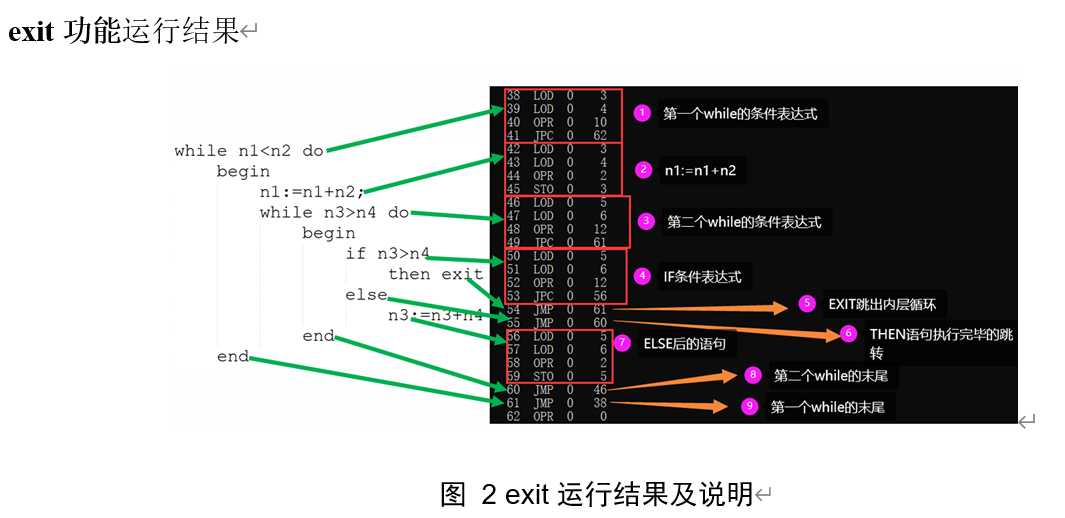 exit 功能运行结果
while n1<n2 do
begin
n1:=n1+n2;
while n3>n4 do
begin
if n3>n4
then exit
else
n3:=n3+n4
end
end
38 LOD 0 3
39 LOD 0 4
40 OPR 0 10
41 JPC 0 62
42 LOD 0 3
43 LOD 0 4
44 OPR 0 2
45 STO 0 3
46 LOD 0 5
47 LOD 0 6
48 OPR 0 12
49 JPC 0 61
50 LOD 0 5
51 LOD 0 6
52 OPR 0 12
53 JPC 0 56
54 JMP 0 61
55 JMP 0 60
56 LOD 0 5
57 LOD 0 6
58 OPR 0 2
59 STO 0 5
60 JMP 0 46
61 JMP 0 38
62 OPR 0 0
1 第一个while的条件表达式
2 n1:=n1+n2
3 第二个while的条件表达式
4 IF条件表达式
5 EXIT跳出内层循环
6 THEN语句执行完毕的跳
转
7 ELSE后的语句
8 第二个while的末尾
9 第一个while的末尾
图 2 exit 运行结果及说明